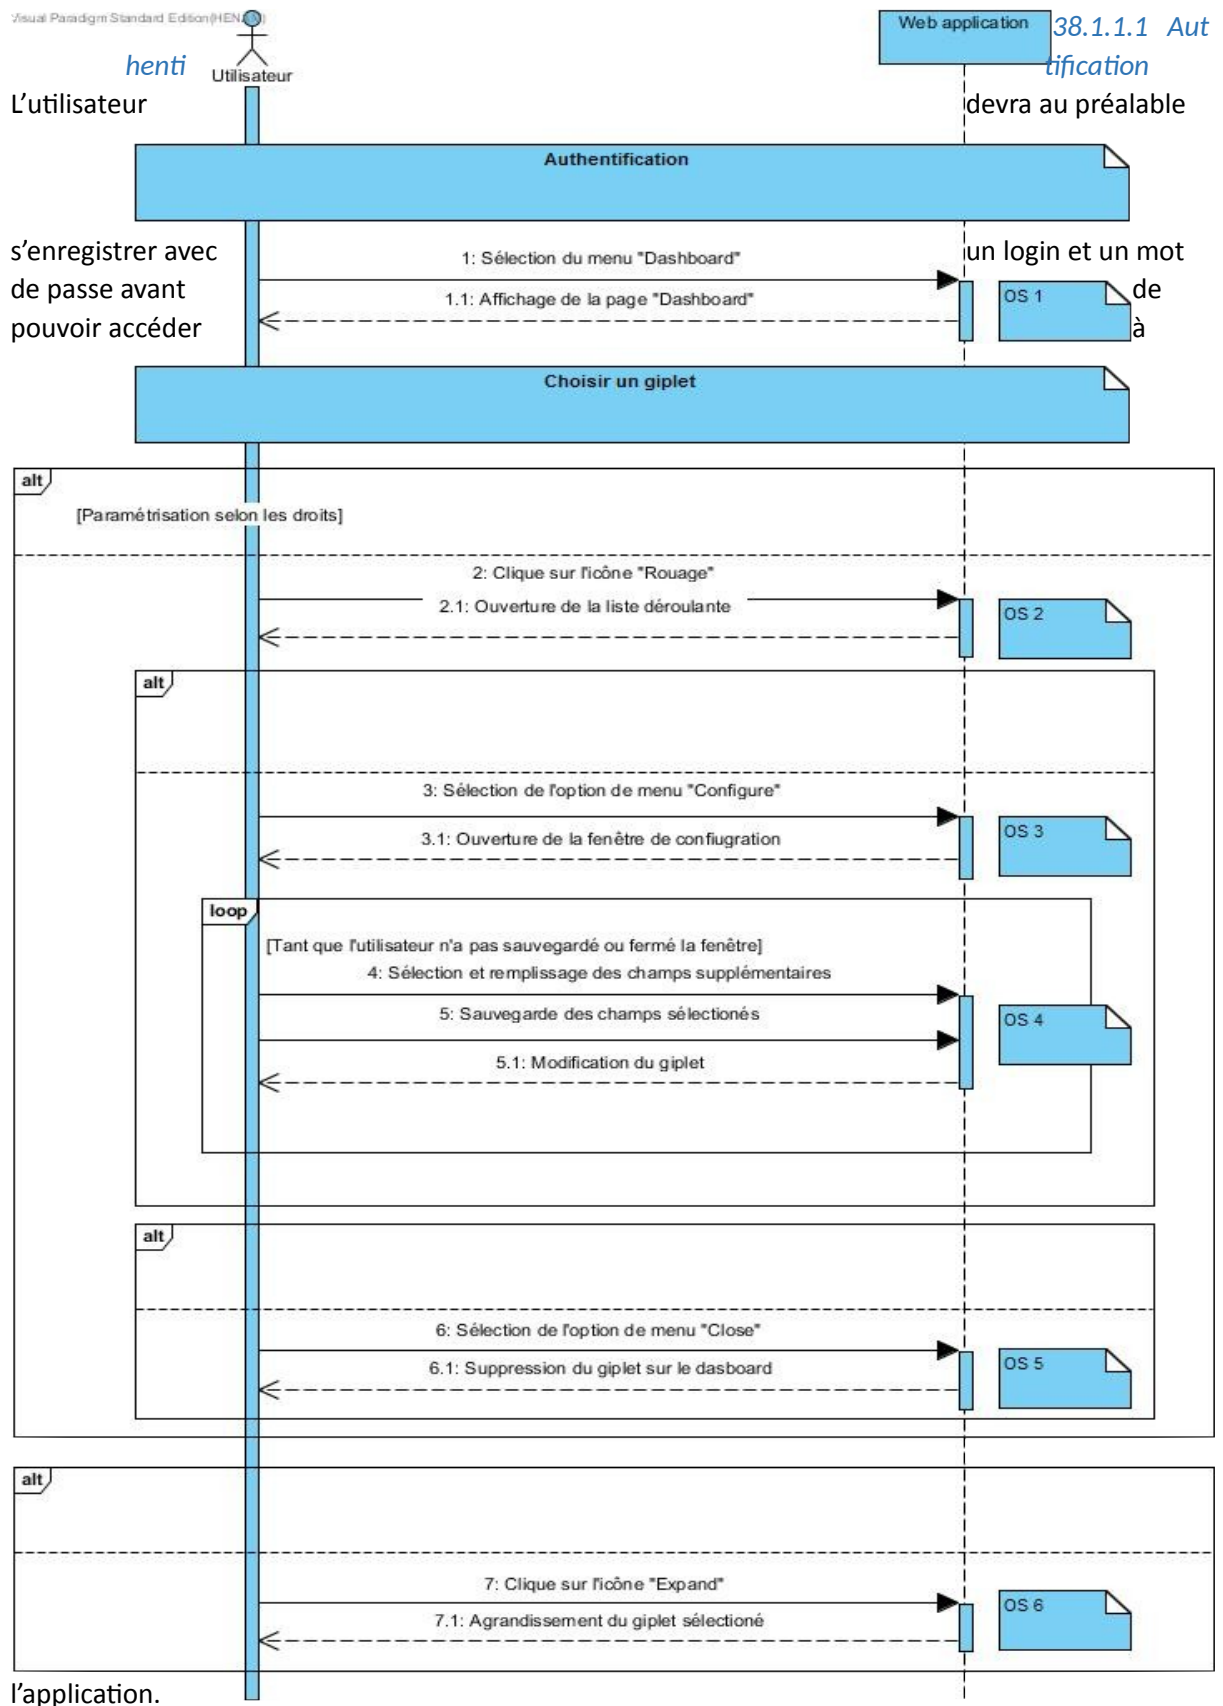 Visual Paradigm Standard Edition(HENALLUX)
Web application
38.1.1.1 Aut
henti
tification
Utilisateur
L’utilisateur
devra au préalable
Authentification
s’enregistrer avec
un login et un mot
1: Sélection du menu "Dashboard"
de passe avant
1.1: Affichage de la page "Dashboard"
OS 1
de
pouvoir accéder
à
Choisir un giplet
alt
[Paramétrisation selon les droits]
2: Clique sur l'icône "Rouage"
2.1: Ouverture de la liste déroulante
OS 2
alt
3: Sélection de l'option de menu "Configure"
3.1: Ouverture de la fenêtre de confiugration
OS 3
loop
[Tant que l'utilisateur n'a pas sauvegardé ou fermé la fenêtre]
4: Sélection et remplissage des champs supplémentaires
5: Sauvegarde des champs sélectionés
OS 4
5.1: Modification du giplet
alt
6: Sélection de l'option de menu "Close"
6.1: Suppression du giplet sur le dasboard
OS 5
alt
7: Clique sur l'icône "Expand"
7.1: Agrandissement du giplet sélectioné
OS 6
l’application.